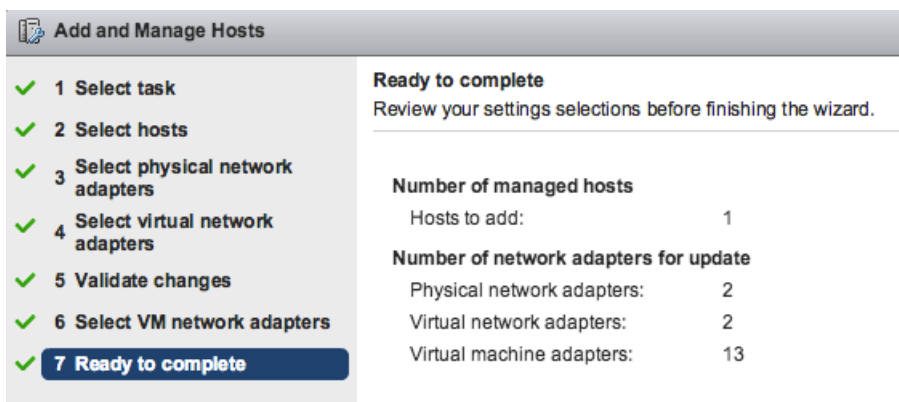 Add and Manage Hosts
1 Select task
2 Select hosts
3 Select physical network
adapters
4 Select virtual network
adapters
5 Validate changes
6 Select VM network adapters
7 Ready to complete
Ready to complete
Review your settings selections before finishing the wizard.
Number of managed hosts
Hosts to add: 1
Number of network adapters for update
Physical network adapters: 2
Virtual network adapters: 2
Virtual machine adapters: 13